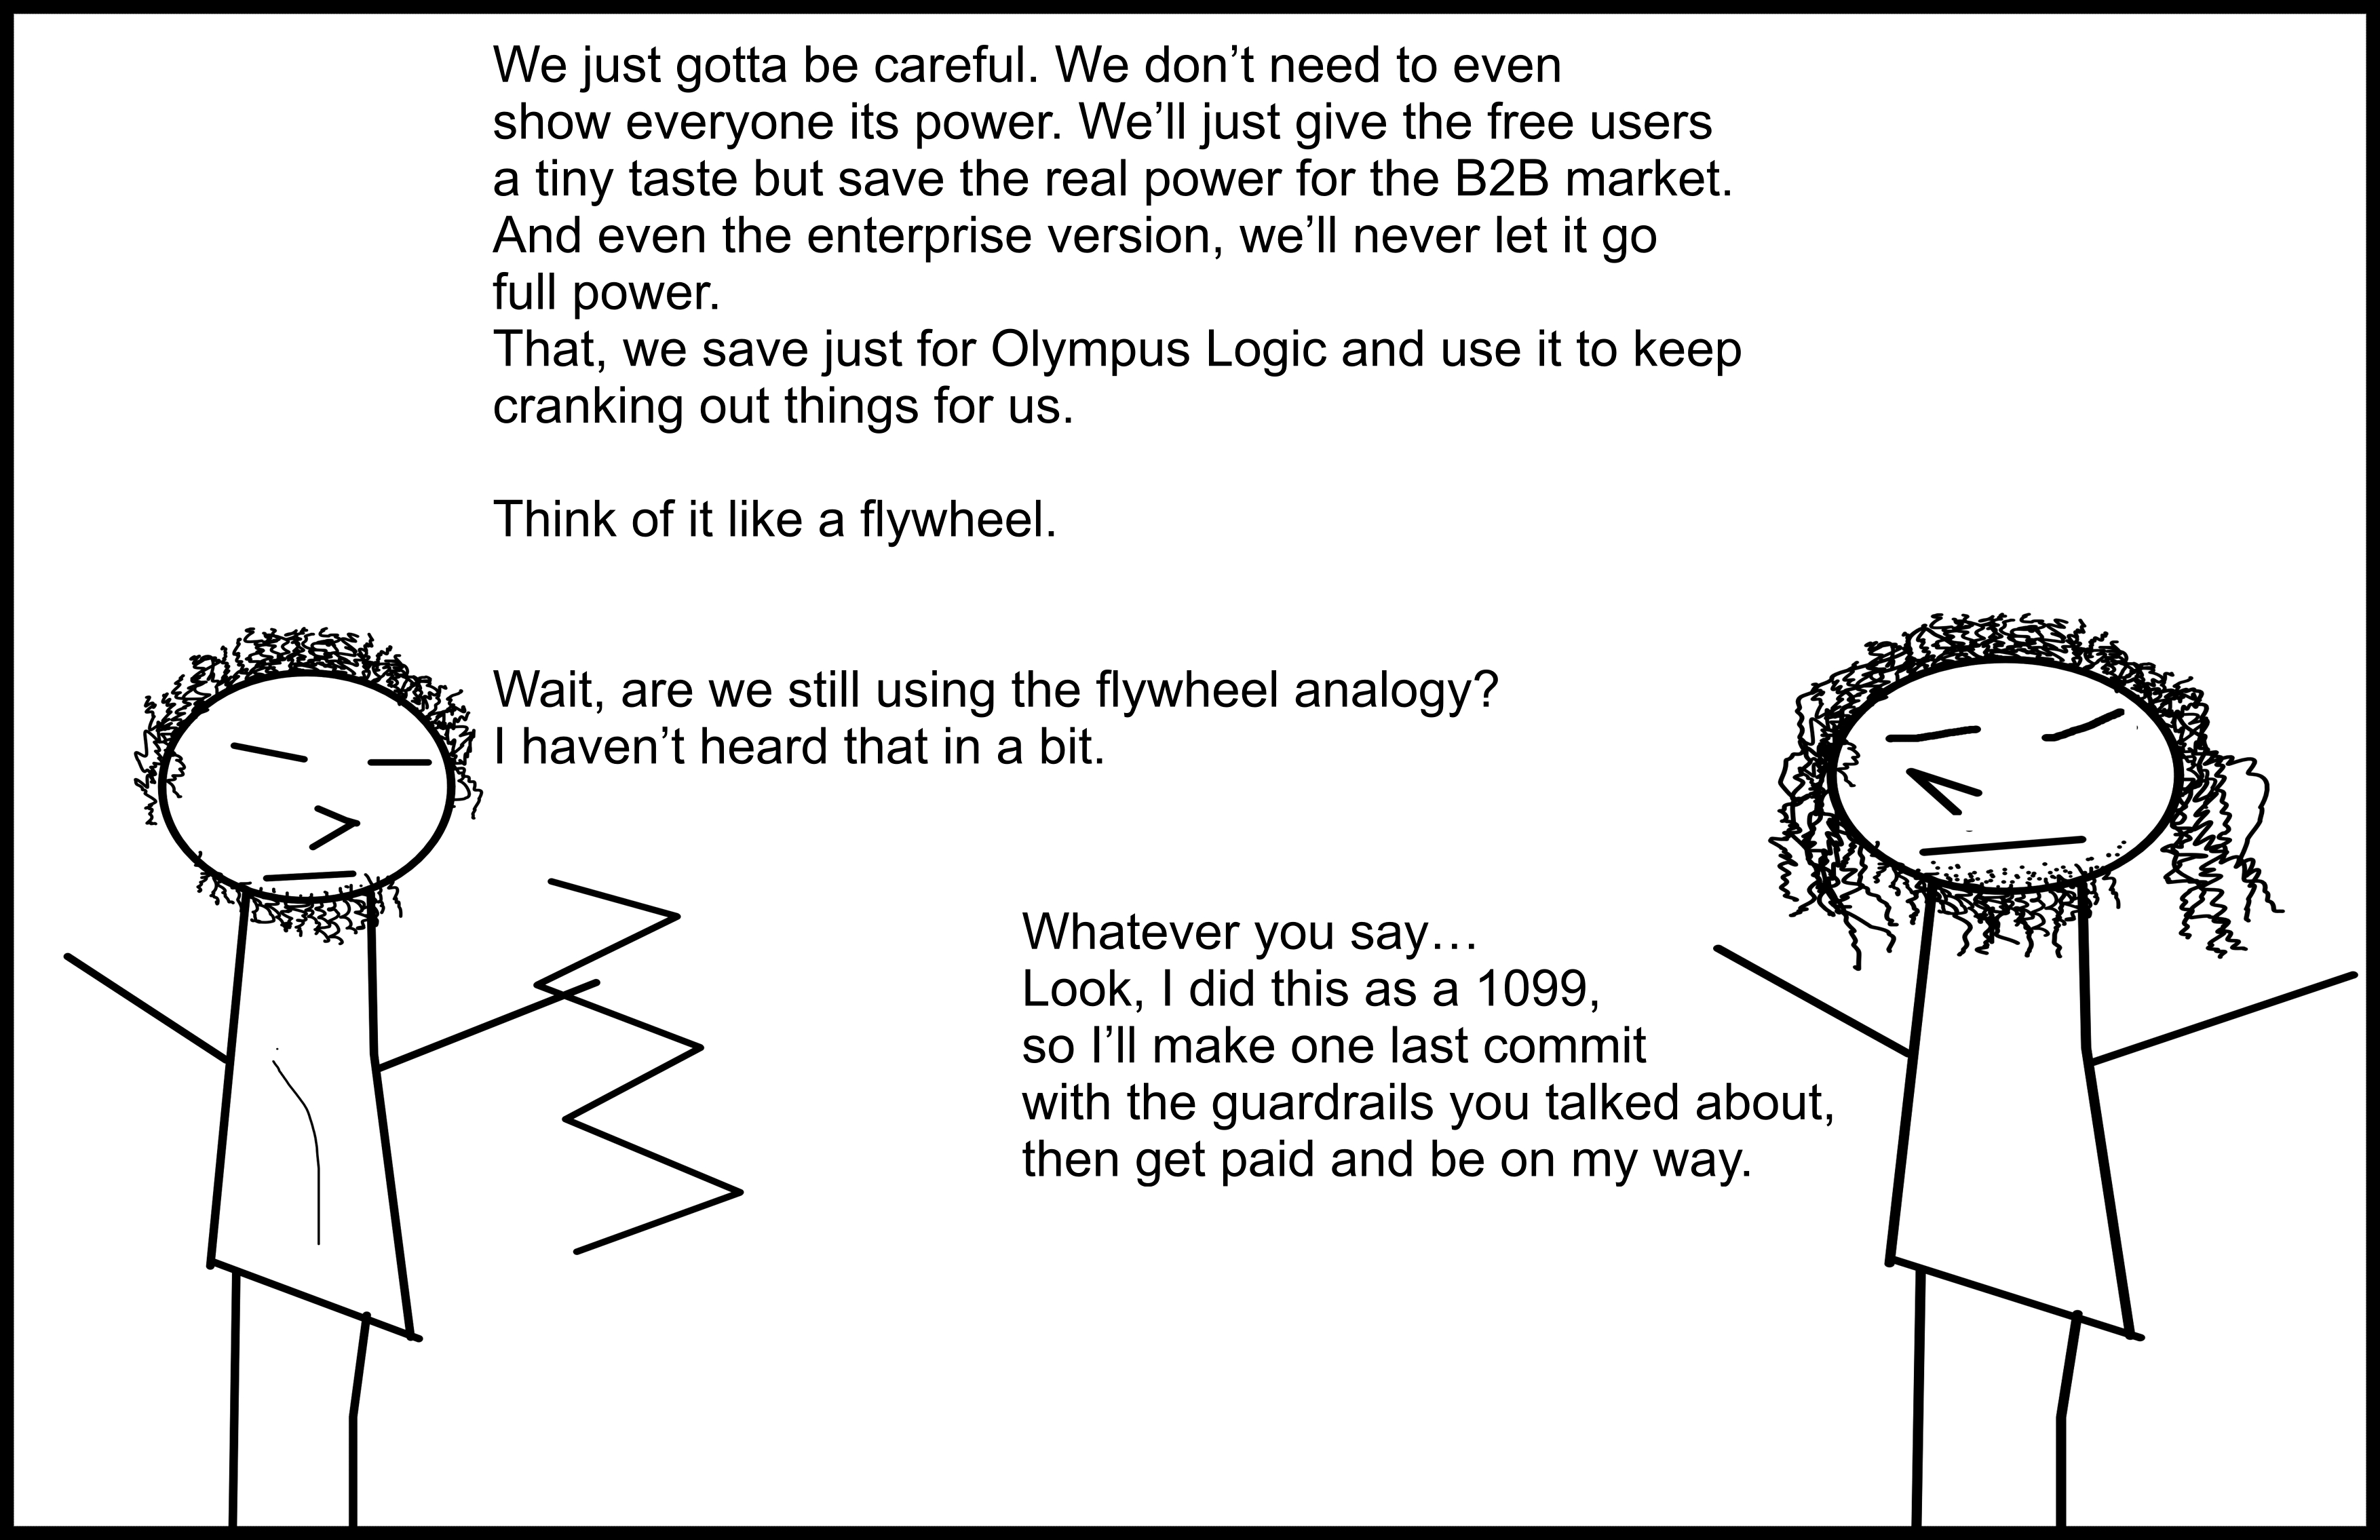 We just gotta be careful. We don’t need to even
show everyone its power. We’ll just give the free users
a tiny taste but save the real power for the B2B market.
And even the enterprise version, we’ll never let it go
full power.
That, we save just for Olympus Logic and use it to keep
cranking out things for us.
Think of it like a flywheel.
Wait, are we still using the flywheel analogy?
I haven’t heard that in a bit.
Whatever you say…
Look, I did this as a 1099,
so I’ll make one last commit
with the guardrails you talked about,
then get paid and be on my way.